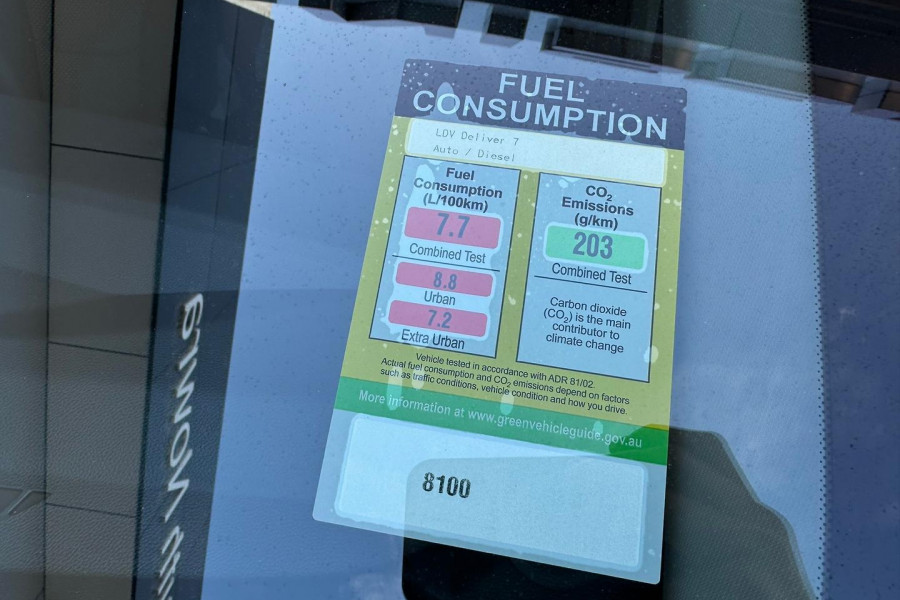 FUEL
CONSUMPTION
LDV Deliver 7
Auto / Diesel
Fuel
Consumption
(L/100km)
7.7
Combined Test
8.8
Urban
7.2
Extra Urban
CO2
Emissions
(g/km)
203
Combined Test
Carbon dioxide
(CO2) is the main
contributor to
climate change
Vehicle tested in accordance with ADR 81/02.
Actual fuel consumption and CO2 emissions depend on factors
such as traffic conditions, vehicle condition and how you drive.
More Information at www.greenvehicleguide.gov.au
8100